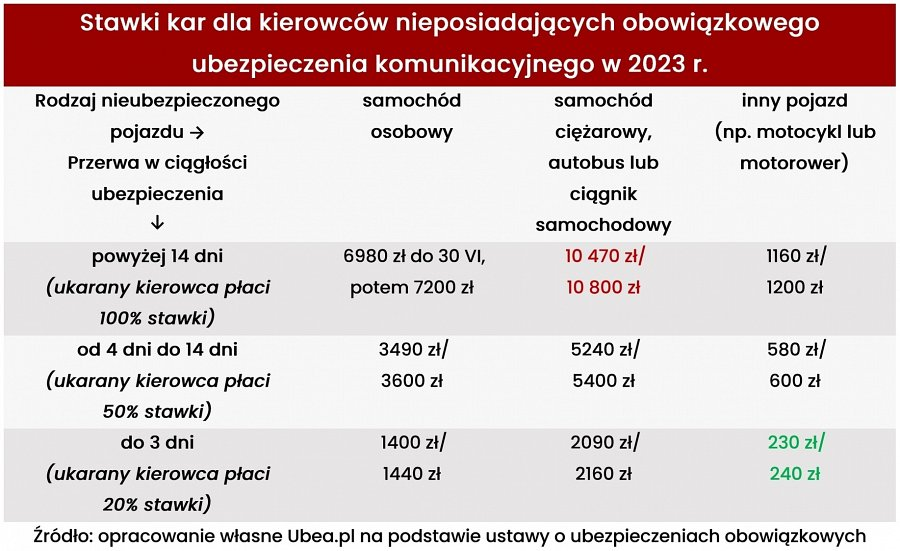 Stawki kar dla kierowców nieposiadających obowiązkowego
ubezpieczenia komunikacyjnego w 2023 r.
Rodzaj nieubezpieczonego
pojazdu →
Przerwa w ciągłości
ubezpieczenia
↓
samochód
osobowy
samochód
ciężarowy,
autobus lub
ciągnik
samochodowy
inny pojazd
(np. motocykl lub
motorower)
powyżej 14 dni
(ukarany kierowca płaci
100% stawki)
6980 zł do 30 VI,
potem 7200 zł
10 470 zł/
10 800 zł
1160 zł/
1200 zł
od 4 dni do 14 dni
(ukarany kierowca płaci
50% stawki)
3490 zł/
3600 zł
5240 zł/
5400 zł
580 zł/
600 zł
do 3 dni
(ukarany kierowca płaci
20% stawki)
1400 zł/
1440 zł
2090 zł/
2160 zł
230 zł/
240 zł
Źródło: opracowanie własne Ubea.pl na podstawie ustawy o ubezpieczeniach obowiązkowych